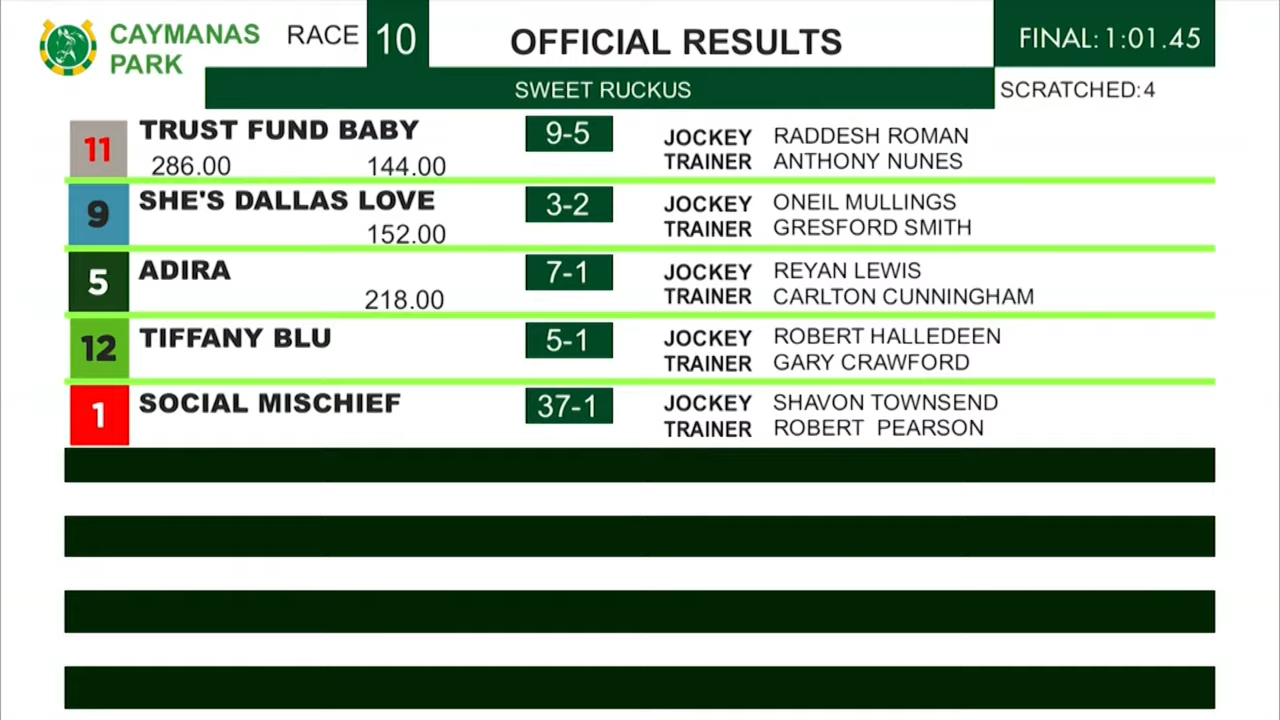 CAYMANAS PARK
RACE 10
OFFICIAL RESULTS
FINAL: 1:01.45
SWEET RUCKUS
SCRATCHED: 4
11 TRUST FUND BABY 9-5 JOCKEY RADDESH ROMAN
286.00 144.00 TRAINER ANTHONY NUNES
9 SHE'S DALLAS LOVE 3-2 JOCKEY ONEIL MULLINGS
152.00 TRAINER GRESFORD SMITH
5 ADIRA 7-1 JOCKEY REYAN LEWIS
218.00 TRAINER CARLTON CUNNINGHAM
12 TIFFANY BLU 5-1 JOCKEY ROBERT HALLEDEEN
TRAINER GARY CRAWFORD
1 SOCIAL MISCHIEF 37-1 JOCKEY SHAVON TOWNSEND
TRAINER ROBERT PEARSON